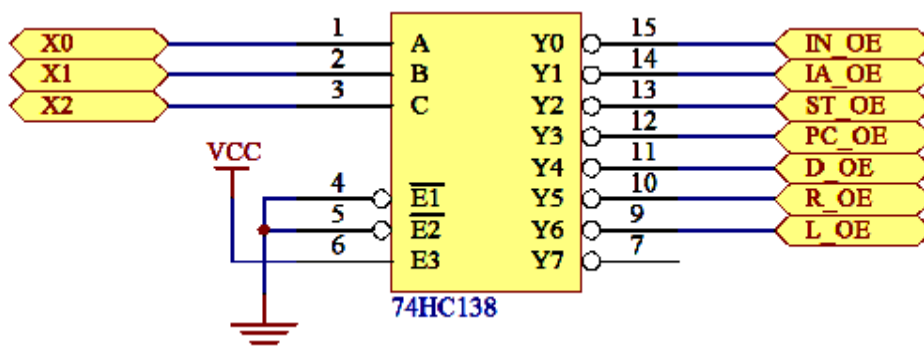 X0 1 A Y0 15 IN_OE
X1 2 B Y1 14 IA_OE
X2 3 C Y2 13 ST_OE
Y3 12 PC_OE
VCC Y4 11 D_OE
4 E1 Y5 10 R_OE
5 E2 Y6 9 L_OE
6 E3 Y7 7
74HC138